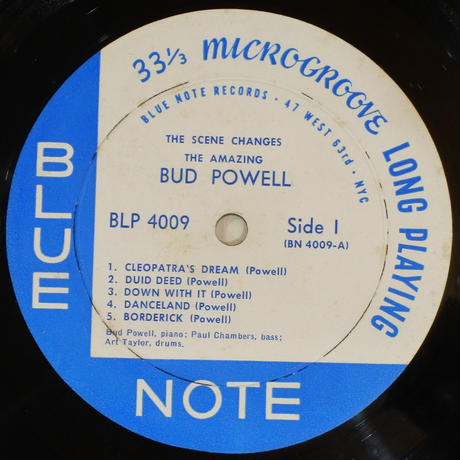 33⅓ MICROGROOVE LONG PLAYING
BLUE NOTE RECORDS · 47 WEST 63rd · NYC
THE SCENE CHANGES
THE AMAZING
BUD POWELL
BLP 4009
Side 1
(BN 4009-A)
1. CLEOPATRA'S DREAM (Powell)
2. DUID DEED (Powell)
3. DOWN WITH IT (Powell)
4. DANCELAND (Powell)
5. BORDERICK (Powell)
Bud Powell, piano; Paul Chambers, bass;
Art Taylor, drums.
BLUE
NOTE